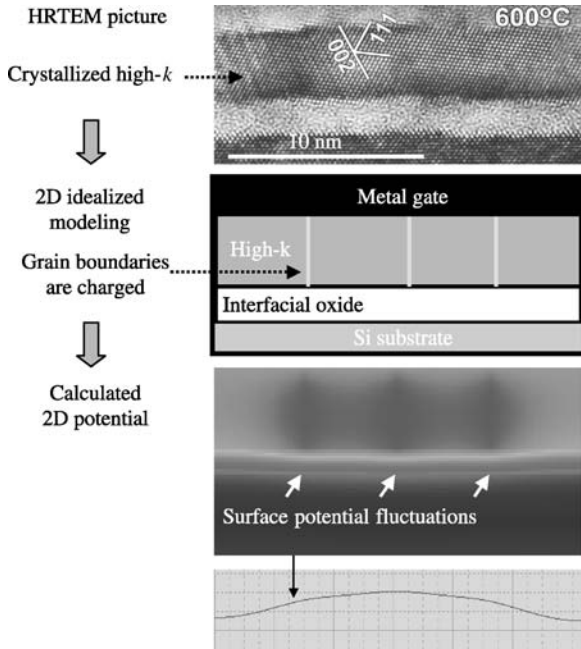 HRTEM picture
600°C
111
002
Crystallized high-k
10 nm
2D idealized
modeling
Metal gate
High-k
Grain boundaries
are charged
Interfacial oxide
Si substrate
Calculated
2D potential
Surface potential fluctuations